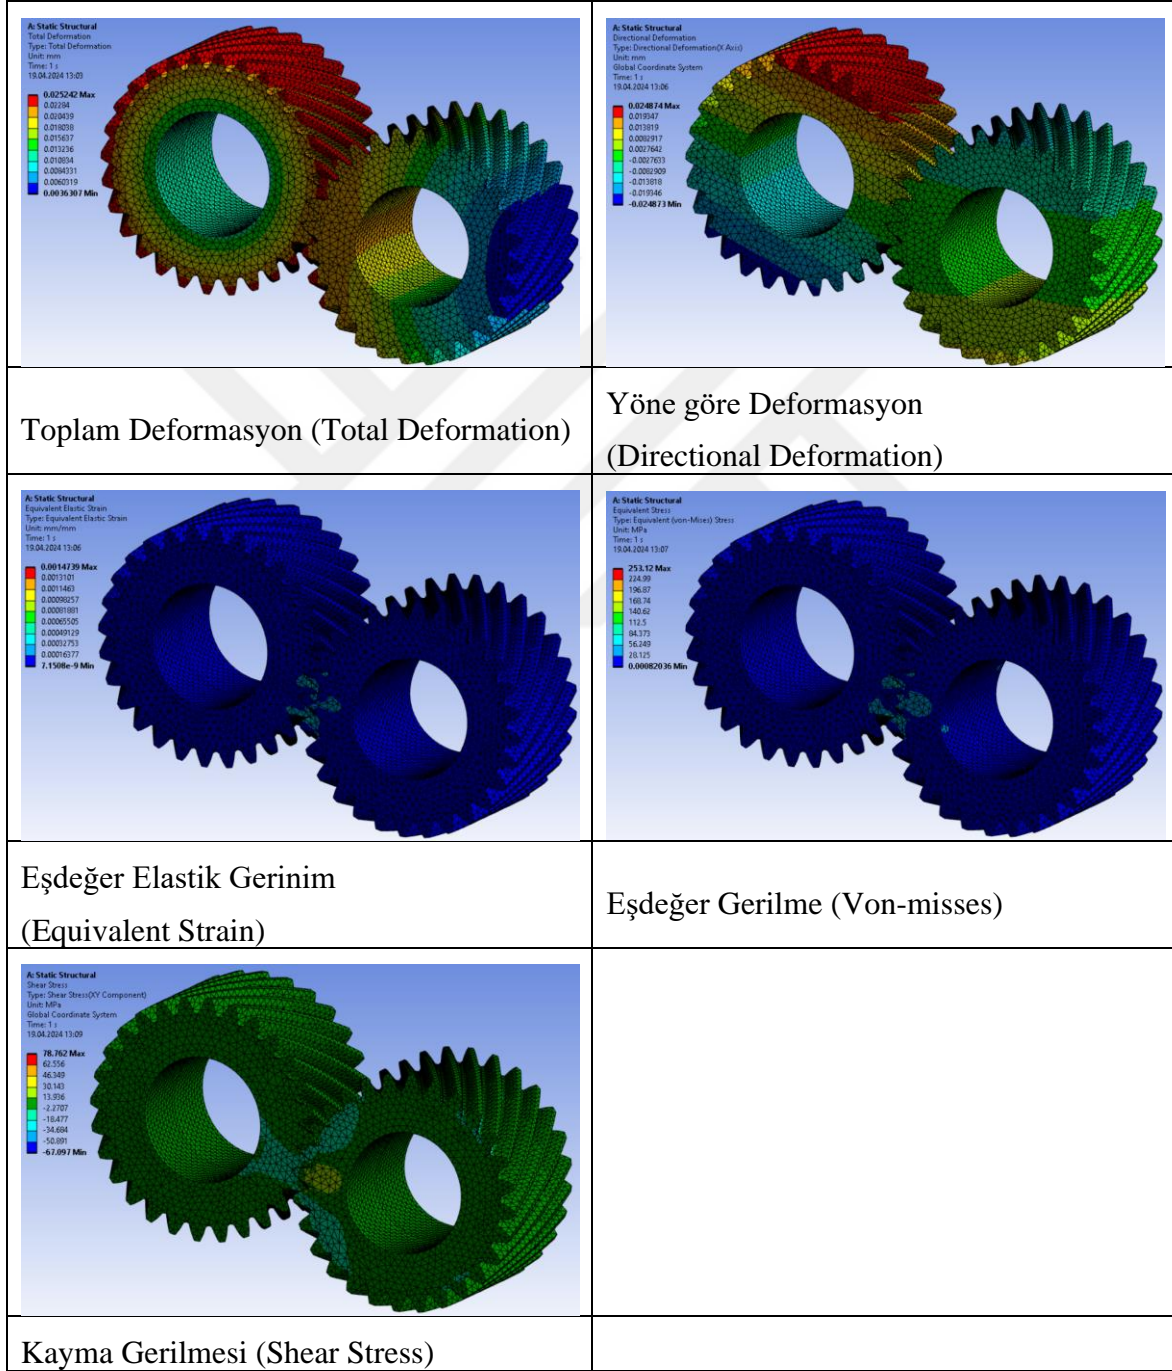 A: Static Structural
Total Deformation
Type: Total Deformation
Unit: mm
Time: 1 s
19.04.2024 13:03
0.025242 Max
0.02284
0.020439
0.018038
0.015637
0.013236
0.010834
0.0084331
0.0060319
0.0036307 Min
A: Static Structural
Directional Deformation
Type: Directional Deformation(X Axis)
Unit: mm
Global Coordinate System
Time: 1 s
19.04.2024 13:06
0.024874 Max
0.019347
0.013819
0.0082917
0.0027642
-0.0027633
-0.0082909
-0.013818
-0.019346
-0.024873 Min
Toplam Deformasyon (Total Deformation)
Yöne göre Deformasyon
(Directional Deformation)
A: Static Structural
Equivalent Elastic Strain
Type: Equivalent Elastic Strain
Unit: mm/mm
Time: 1 s
19.04.2024 13:06
0.0014739 Max
0.0013101
0.0011463
0.00098257
0.00081881
0.00065505
0.00049129
0.00032753
0.00016377
7.1508e-9 Min
A: Static Structural
Equivalent Stress
Type: Equivalent (von-Mises) Stress
Unit: MPa
Time: 1 s
19.04.2024 13:07
253.12 Max
224.99
196.87
168.74
140.62
112.5
84.373
56.249
28.125
0.00082036 Min
Eşdeğer Elastik Gerinim
(Equivalent Strain)
Eşdeğer Gerilme (Von-misses)
A: Static Structural
Shear Stress
Type: Shear Stress(XY Component)
Unit: MPa
Global Coordinate System
Time: 1 s
19.04.2024 13:09
78.762 Max
62.556
46.349
30.143
13.936
-2.2707
-18.477
-34.684
-50.891
-67.097 Min
Kayma Gerilmesi (Shear Stress)